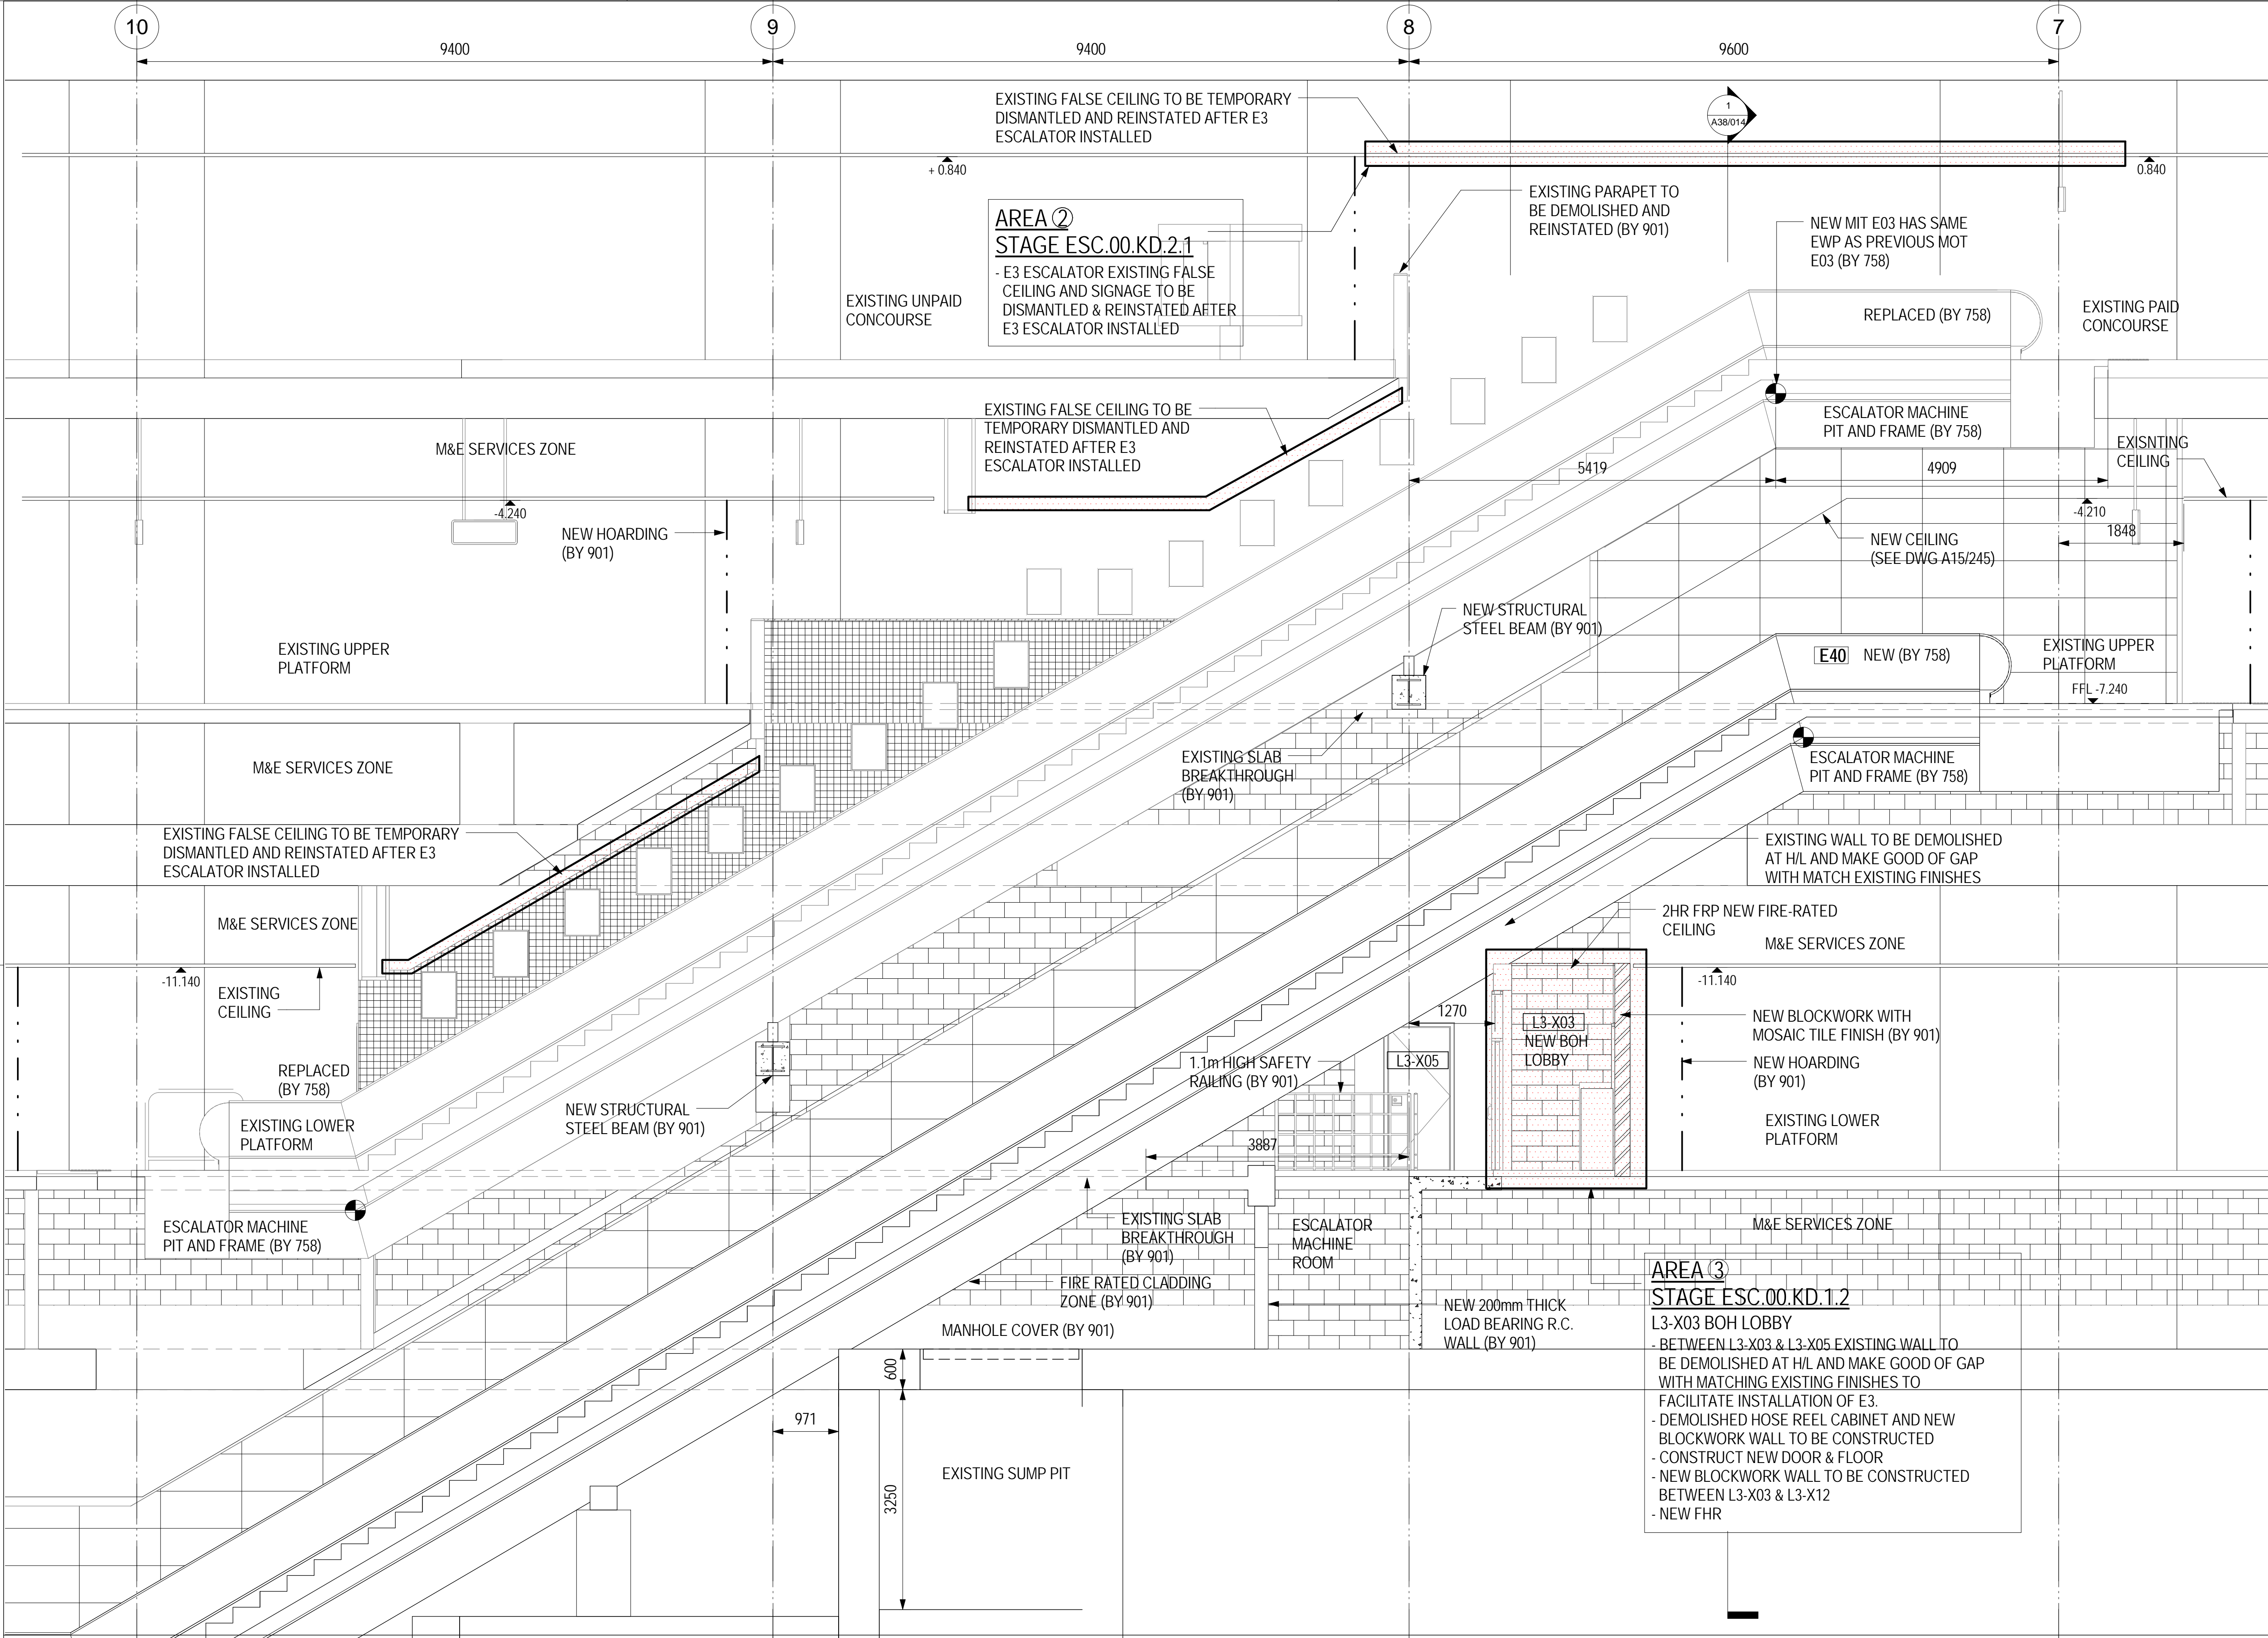 10
9
8
7
9400
9400
9600
EXISTING FALSE CEILING TO BE TEMPORARY
DISMANTLED AND REINSTATED AFTER E3
ESCALATOR INSTALLED
1
A38/014
+ 0.840
0.840
AREA ②
STAGE ESC.00.KD.2.1
- E3 ESCALATOR EXISTING FALSE
CEILING AND SIGNAGE TO BE
DISMANTLED & REINSTATED AFTER
E3 ESCALATOR INSTALLED
EXISTING PARAPET TO
BE DEMOLISHED AND
REINSTATED (BY 901)
NEW MIT E03 HAS SAME
EWP AS PREVIOUS MOT
E03 (BY 758)
EXISTING UNPAID
CONCOURSE
REPLACED (BY 758)
EXISTING PAID
CONCOURSE
EXISTING FALSE CEILING TO BE
TEMPORARY DISMANTLED AND
REINSTATED AFTER E3
ESCALATOR INSTALLED
ESCALATOR MACHINE
PIT AND FRAME (BY 758)
M&E SERVICES ZONE
EXISNTING
CEILING
5419
4909
-4.240
-4.210
1848
NEW HOARDING
(BY 901)
NEW CEILING
(SEE DWG A15/245)
NEW STRUCTURAL
STEEL BEAM (BY 901)
EXISTING UPPER
PLATFORM
E40
NEW (BY 758)
EXISTING UPPER
PLATFORM
FFL -7.240
M&E SERVICES ZONE
EXISTING SLAB
BREAKTHROUGH
(BY 901)
ESCALATOR MACHINE
PIT AND FRAME (BY 758)
EXISTING FALSE CEILING TO BE TEMPORARY
DISMANTLED AND REINSTATED AFTER E3
ESCALATOR INSTALLED
EXISTING WALL TO BE DEMOLISHED
AT H/L AND MAKE GOOD OF GAP
WITH MATCH EXISTING FINISHES
M&E SERVICES ZONE
2HR FRP NEW FIRE-RATED
CEILING
M&E SERVICES ZONE
-11.140
-11.140
EXISTING
CEILING
1270
L3-X03
NEW BOH
LOBBY
NEW BLOCKWORK WITH
MOSAIC TILE FINISH (BY 901)
REPLACED
(BY 758)
1.1m HIGH SAFETY
RAILING (BY 901)
L3-X05
NEW HOARDING
(BY 901)
EXISTING LOWER
PLATFORM
NEW STRUCTURAL
STEEL BEAM (BY 901)
EXISTING LOWER
PLATFORM
3887
ESCALATOR MACHINE
PIT AND FRAME (BY 758)
EXISTING SLAB
BREAKTHROUGH
(BY 901)
ESCALATOR
MACHINE
ROOM
M&E SERVICES ZONE
FIRE RATED CLADDING
ZONE (BY 901)
MANHOLE COVER (BY 901)
NEW 200mm THICK
LOAD BEARING R.C.
WALL (BY 901)
AREA ③
STAGE ESC.00.KD.1.2
L3-X03 BOH LOBBY
- BETWEEN L3-X03 & L3-X05 EXISTING WALL TO
BE DEMOLISHED AT H/L AND MAKE GOOD OF GAP
WITH MATCHING EXISTING FINISHES TO
FACILITATE INSTALLATION OF E3.
- DEMOLISHED HOSE REEL CABINET AND NEW
BLOCKWORK WALL TO BE CONSTRUCTED
- CONSTRUCT NEW DOOR & FLOOR
- NEW BLOCKWORK WALL TO BE CONSTRUCTED
BETWEEN L3-X03 & L3-X12
- NEW FHR
600
971
3250
EXISTING SUMP PIT